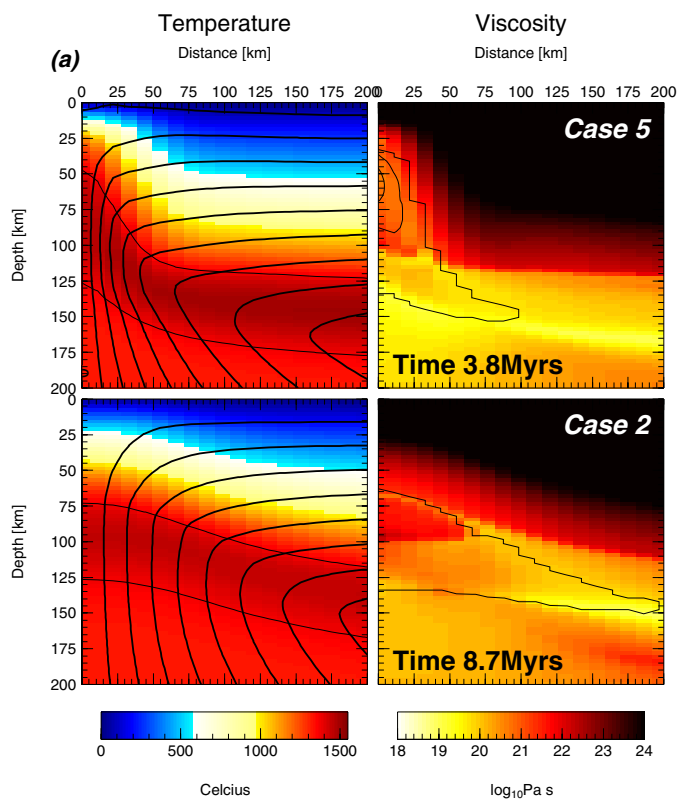 Temperature
Viscosity
(a)
Distance [km]
Distance [km]
0 25 50 75 100 125 150 175 200
0 25 50 75 100 125 150 175 200
Depth [km]
0
25
50
75
100
125
150
175
200
Case 5
Time 3.8Myrs
Depth [km]
0
25
50
75
100
125
150
175
200
Case 2
Time 8.7Myrs
0 500 1000 1500
Celcius
18 19 20 21 22 23 24
log₁₀Pa s